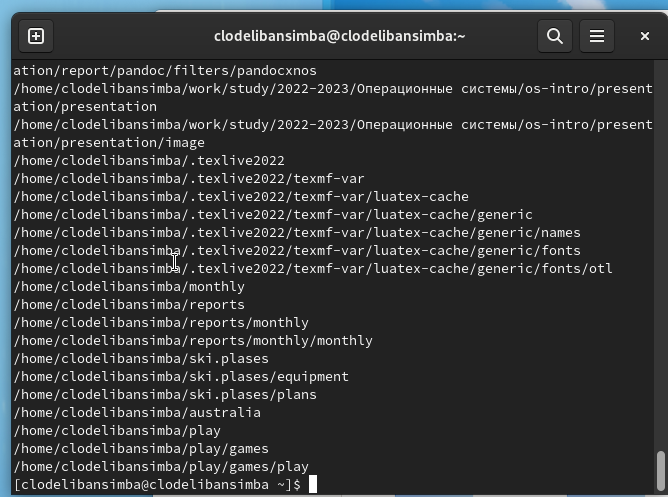 clodelibansimba@clodelibansimba:~
ation/report/pandoc/filters/pandocxnos
/home/clodelibansimba/work/study/2022-2023/Операционные системы/os-intro/present
ation/presentation
/home/clodelibansimba/work/study/2022-2023/Операционные системы/os-intro/present
ation/presentation/image
/home/clodelibansimba/.texlive2022
/home/clodelibansimba/.texlive2022/texmf-var
/home/clodelibansimba/.texlive2022/texmf-var/luatex-cache
/home/clodelibansimba/.texlive2022/texmf-var/luatex-cache/generic
/home/clodelibansimba/.texlive2022/texmf-var/luatex-cache/generic/names
/home/clodelibansimba/.texlive2022/texmf-var/luatex-cache/generic/fonts
/home/clodelibansimba/.texlive2022/texmf-var/luatex-cache/generic/fonts/otl
/home/clodelibansimba/monthly
/home/clodelibansimba/reports
/home/clodelibansimba/reports/monthly
/home/clodelibansimba/reports/monthly/monthly
/home/clodelibansimba/ski.plases
/home/clodelibansimba/ski.plases/equipment
/home/clodelibansimba/ski.plases/plans
/home/clodelibansimba/australia
/home/clodelibansimba/play
/home/clodelibansimba/play/games
/home/clodelibansimba/play/games/play
[clodelibansimba@clodelibansimba ~]$